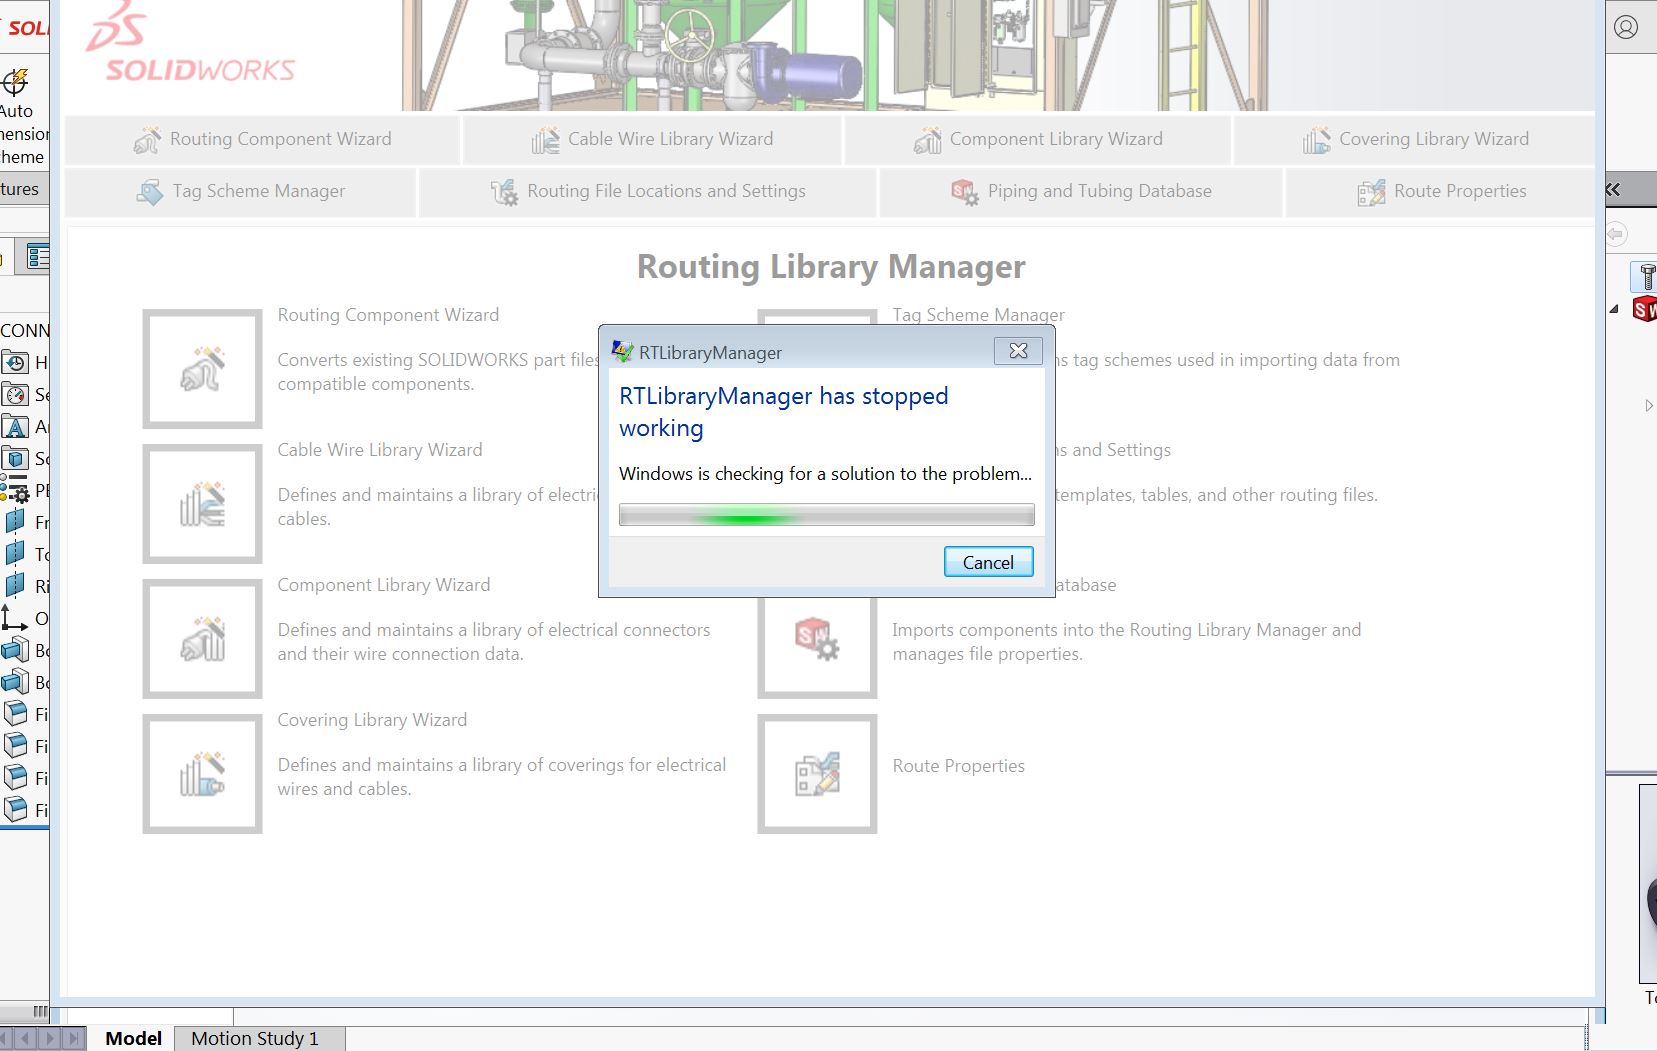 SOLIDWORKS
SOL
Auto
cheme
tures
Routing Component Wizard
Cable Wire Library Wizard
Component Library Wizard
Covering Library Wizard
Tag Scheme Manager
Routing File Locations and Settings
Piping and Tubing Database
Route Properties
Routing Library Manager
Routing Component Wizard
Converts existing SOLIDWORKS part files
compatible components.
Cable Wire Library Wizard
Defines and maintains a library of electri
cables.
Component Library Wizard
Defines and maintains a library of electrical connectors
and their wire connection data.
Covering Library Wizard
Defines and maintains a library of coverings for electrical
wires and cables.
Tag Scheme Manager
ns tag schemes used in importing data from
ns and Settings
templates, tables, and other routing files.
atabase
Imports components into the Routing Library Manager and
manages file properties.
Route Properties
RTLibraryManager
RTLibraryManager has stopped
working
Windows is checking for a solution to the problem...
Cancel
CONN
H
Se
Fr
To
Ri
O
Bo
Bo
Fi
Fi
Fi
Fi
SW
To
Model
Motion Study 1